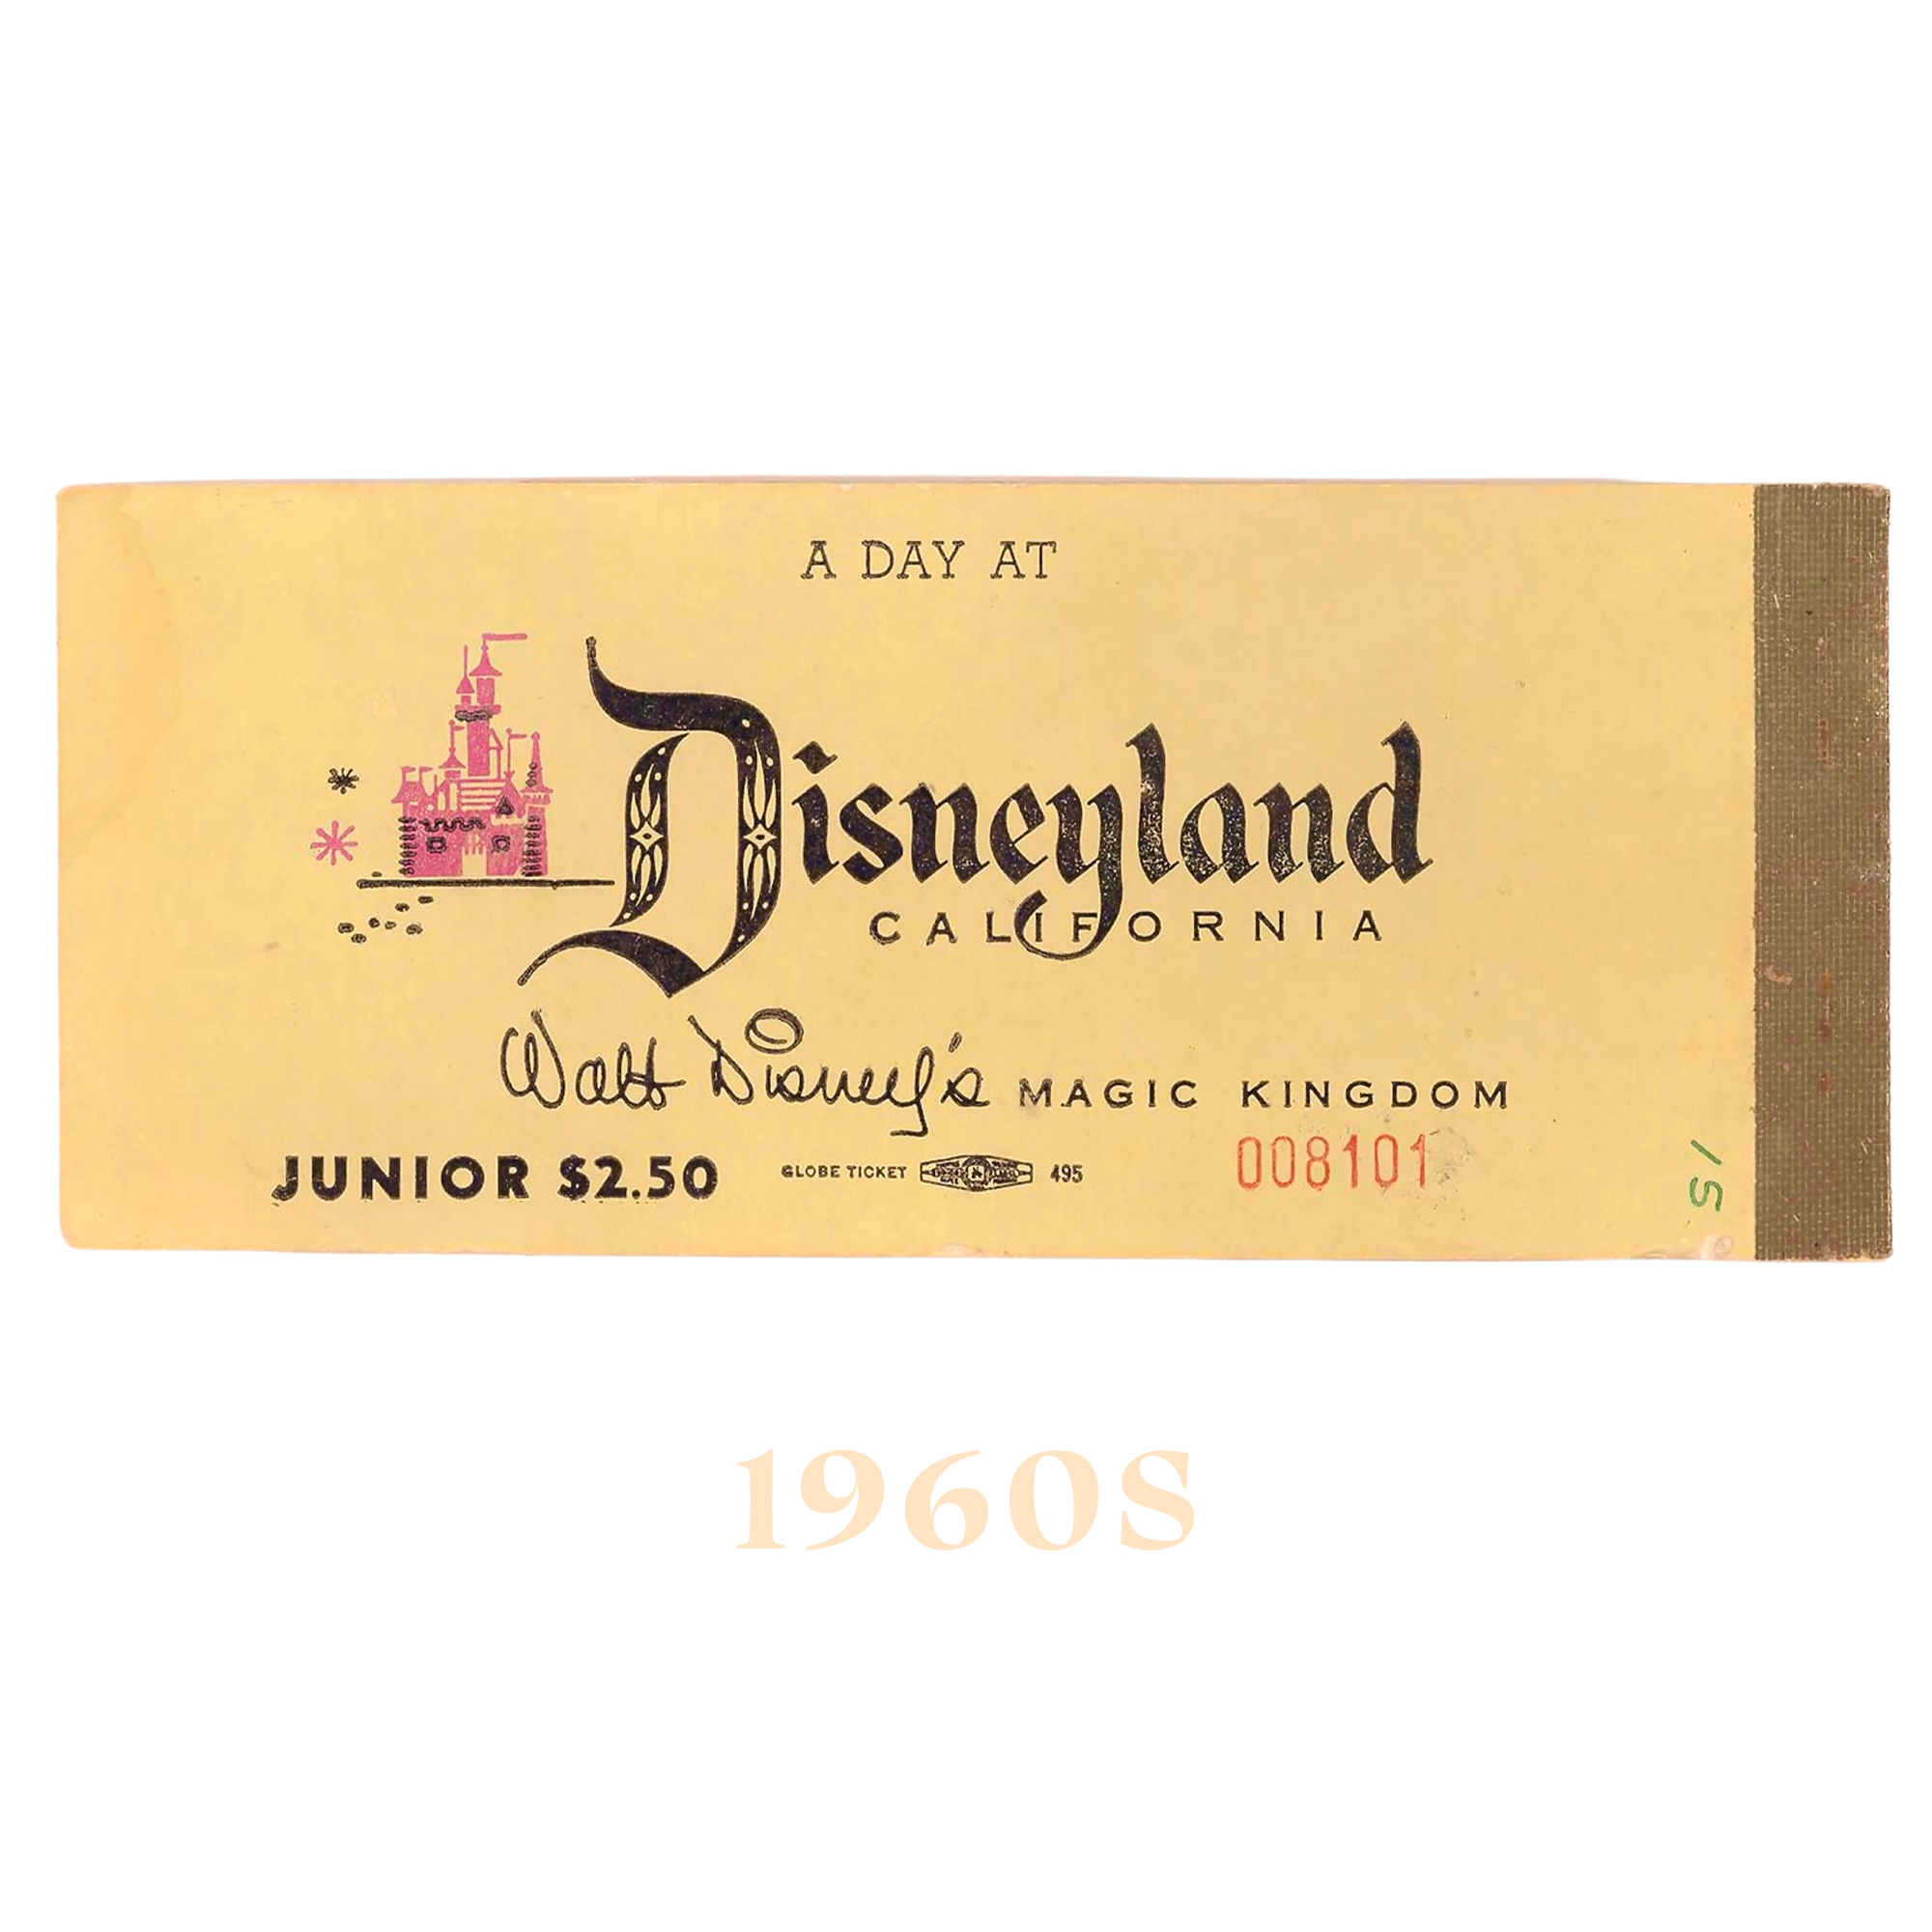 A DAY AT
Disneyland
CALIFORNIA
Walt Disney's MAGIC KINGDOM
JUNIOR $2.50 GLOBE TICKET 495 008101
15
1960S